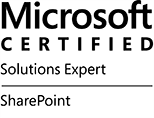 Microsoft
CERTIFIED
Solutions Expert
SharePoint